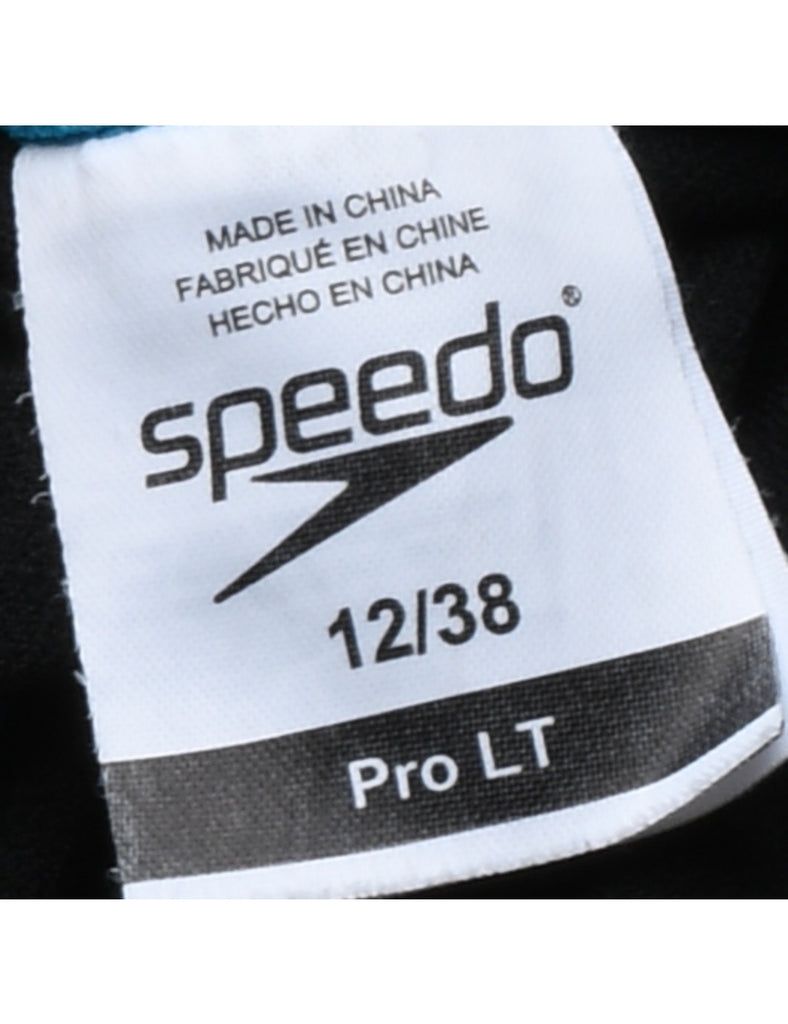 MADE IN CHINA
FABRIQUÉ EN CHINE
HECHO EN CHINA
speedo®
12/38
Pro LT